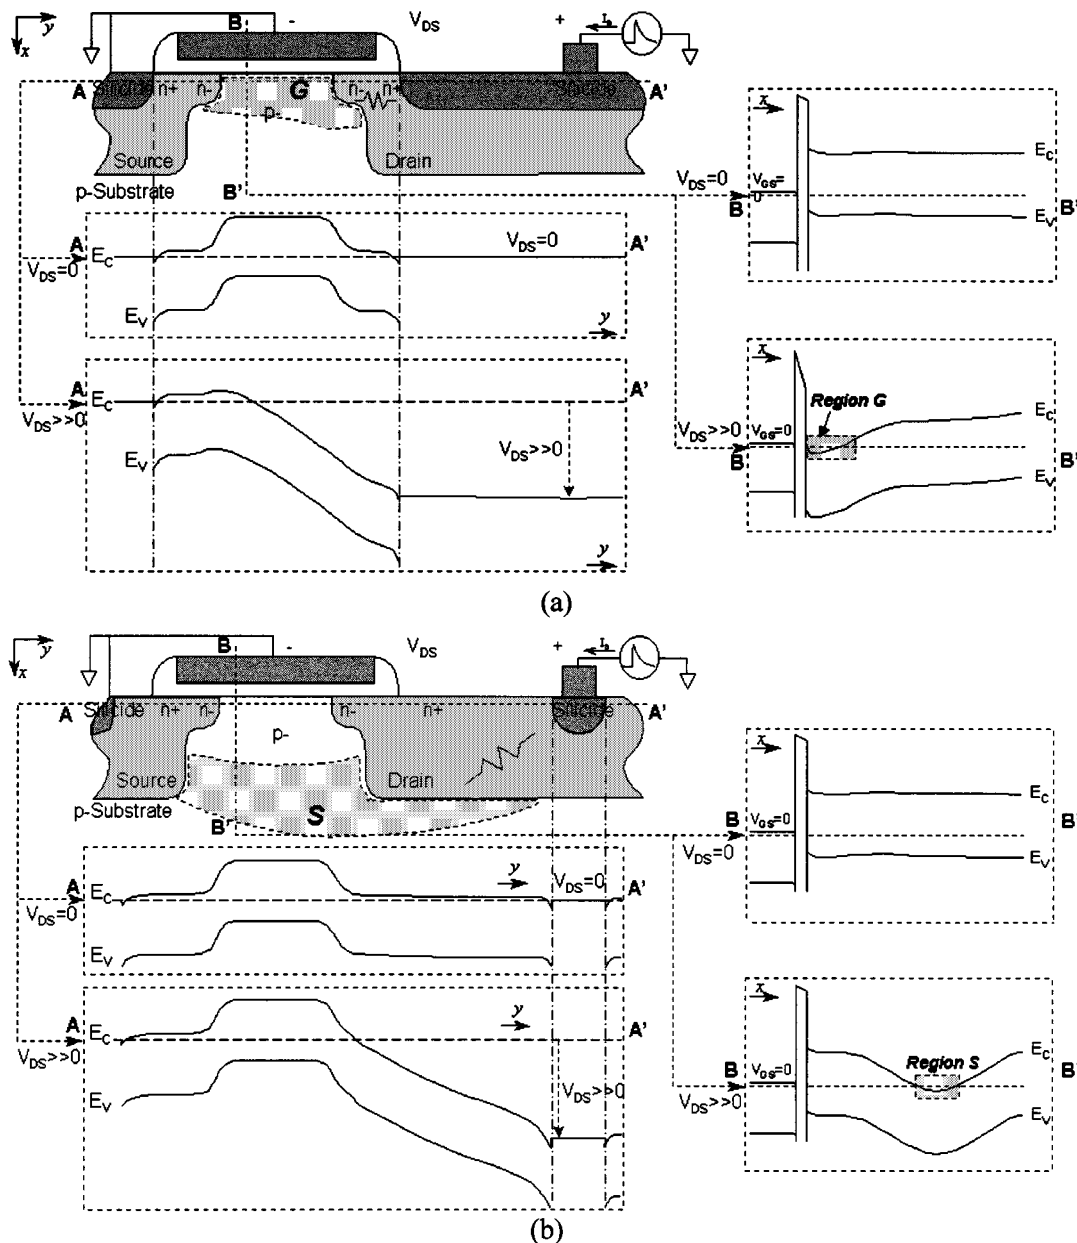 B - V_DS + I_D
y
x
A Silicide n+ n- G n- n+ Silicide A'
p-
Source Drain
p-Substrate B'
V_DS=0
x
E_C
V_GS=0
B B'
E_V
A V_DS=0 A'
V_DS=0 E_C
E_V
y
A A'
V_DS>>0 E_C
E_V
V_DS>>0
y
x
Region G
E_C
V_DS>>0 V_GS=0
B B'
E_V
(a)
B - V_DS + I_D
y
x
A Silicide n+ n- n- n+ Silicide A'
p-
Source Drain
p-Substrate S
B'
x
E_C
B V_GS=0 B'
V_DS=0
E_V
A y V_DS=0 A'
V_DS=0 E_C
E_V
y
A A'
V_DS>>0 E_C
E_V
V_DS>>0
x
Region S
E_C
B V_GS=0 B'
V_DS>>0
E_V
(b)